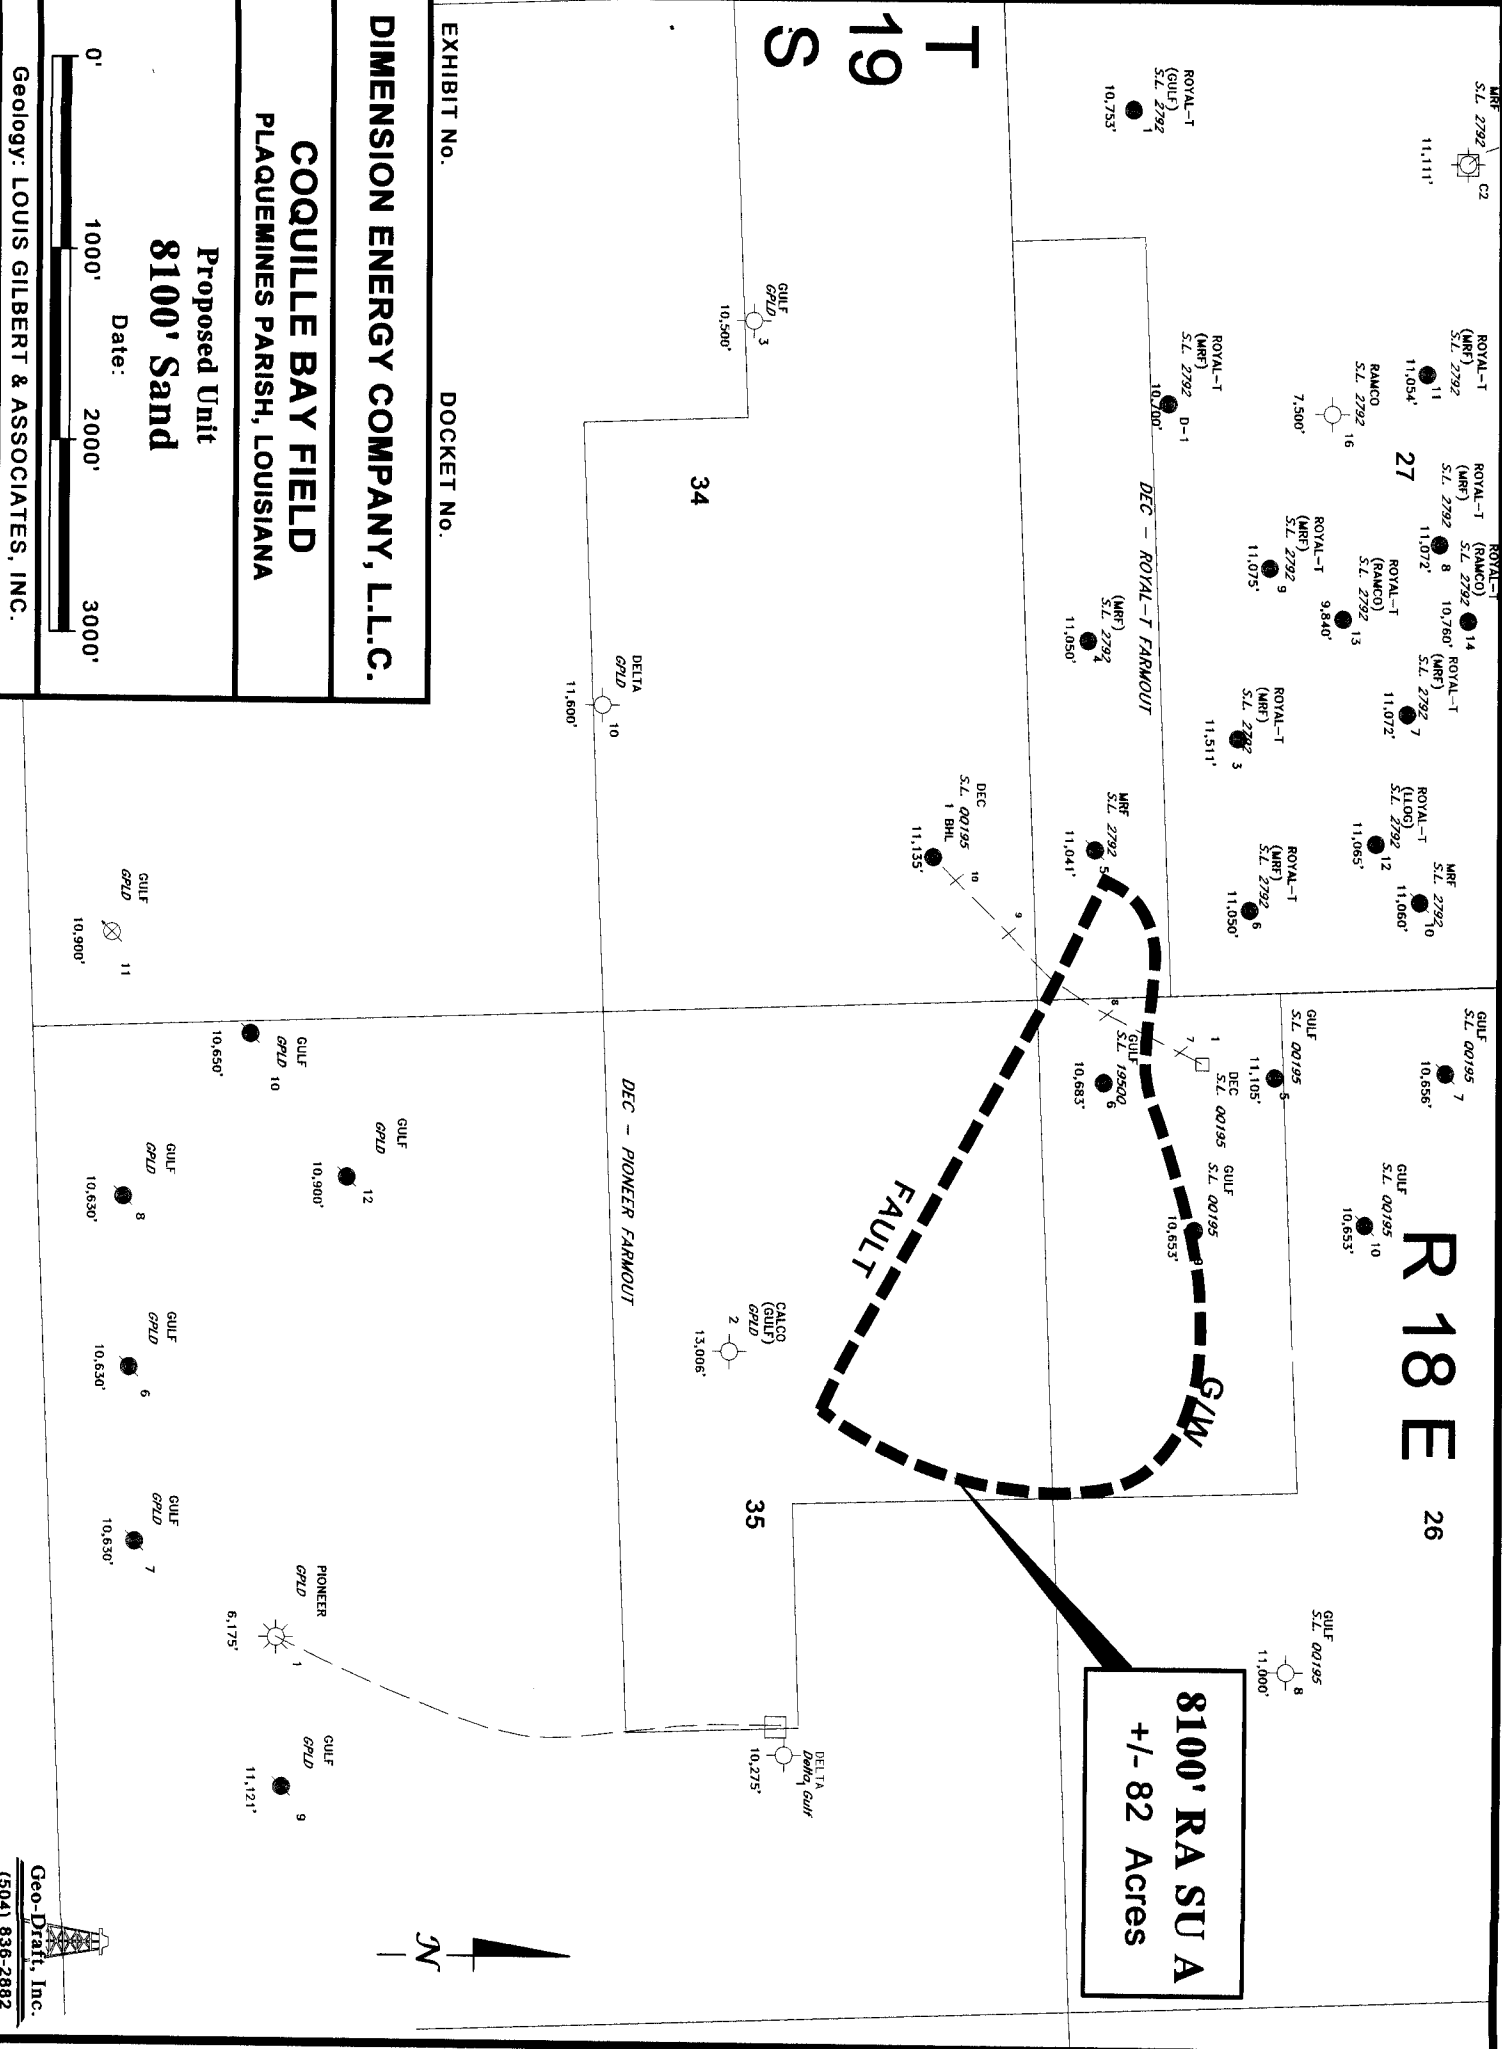 MRF
S.L. 2792
C2
11,111'
ROYAL-T
(MRF)
S.L. 2792
11
11,054'
ROYAL-T
(MRF)
S.L. 2792
8
11,072'
ROYAL-T
(RAMCO)
S.L. 2792
14
10,760'
ROYAL-T
(MRF)
S.L. 2792
7
11,072'
ROYAL-T
(LLOG)
S.L. 2792
12
11,065'
MRF
S.L. 2792
10
11,060'
GULF
S.L. 00195
7
10,656'
GULF
S.L. 00195
10
10,653'
R 18 E
26
27
RAMCO
S.L. 2792
16
7,500'
ROYAL-T
(RAMCO)
S.L. 2792
13
9,840'
ROYAL-T
(MRF)
S.L. 2792
9
11,075'
ROYAL-T
(MRF)
S.L. 2792
3
11,511'
ROYAL-T
(MRF)
S.L. 2792
6
11,050'
GULF
S.L. 00195
5
11,105'
GULF
S.L. 00195
8
11,000'
ROYAL-T
(GULF)
S.L. 2792
1
10,753'
ROYAL-T
(MRF)
S.L. 2792
D-1
10,700'
DEC - ROYAL-T FARMOUT
(MRF)
S.L. 2792
4
11,050'
MRF
S.L. 2792
5
11,041'
1
DEC
S.L. 00195
7
8
9
10
GULF
S.L. 19500
6
10,683'
GULF
S.L. 00195
9
10,653'
G/W
8100' RA SU A
+/- 82 Acres
T
19
S
DEC
S.L. 00195
1 BHL
11,135'
FAULT
GULF
GPLD
3
10,500'
34
35
CALCO
(GULF)
GPLD
2
13,006'
DELTA
Delta Gulf
1
10,275'
DELTA
GPLD
10
11,600'
DEC - PIONEER FARMOUT
GULF
GPLD
12
10,900'
GULF
GPLD
10
10,650'
GULF
GPLD
11
10,900'
GULF
GPLD
8
10,630'
GULF
GPLD
6
10,630'
GULF
GPLD
7
10,630'
PIONEER
GPLD
1
6,175'
GULF
GPLD
9
11,121'
N
EXHIBIT No.
DOCKET No.
DIMENSION ENERGY COMPANY, L.L.C.
COQUILLE BAY FIELD
PLAQUEMINES PARISH, LOUISIANA
Proposed Unit
8100' Sand
Date:
0' 1000' 2000' 3000'
Geology: LOUIS GILBERT & ASSOCIATES, INC.
Geo-Draft, Inc.
(504) 836-2882